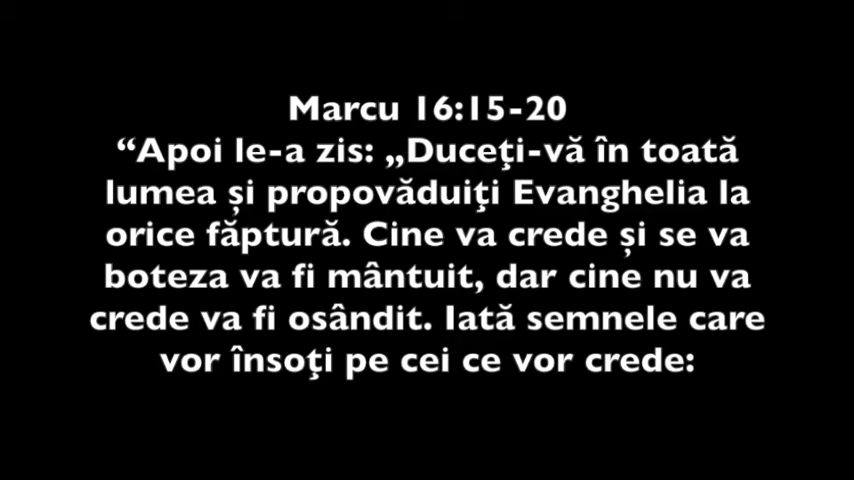 Marcu 16:15-20
“Apoi le-a zis: „Duceţi-vă în toată
lumea și propovăduiţi Evanghelia la
orice făptură. Cine va crede și se va
boteza va fi mântuit, dar cine nu va
crede va fi osândit. Iată semnele care
vor însoţi pe cei ce vor crede: